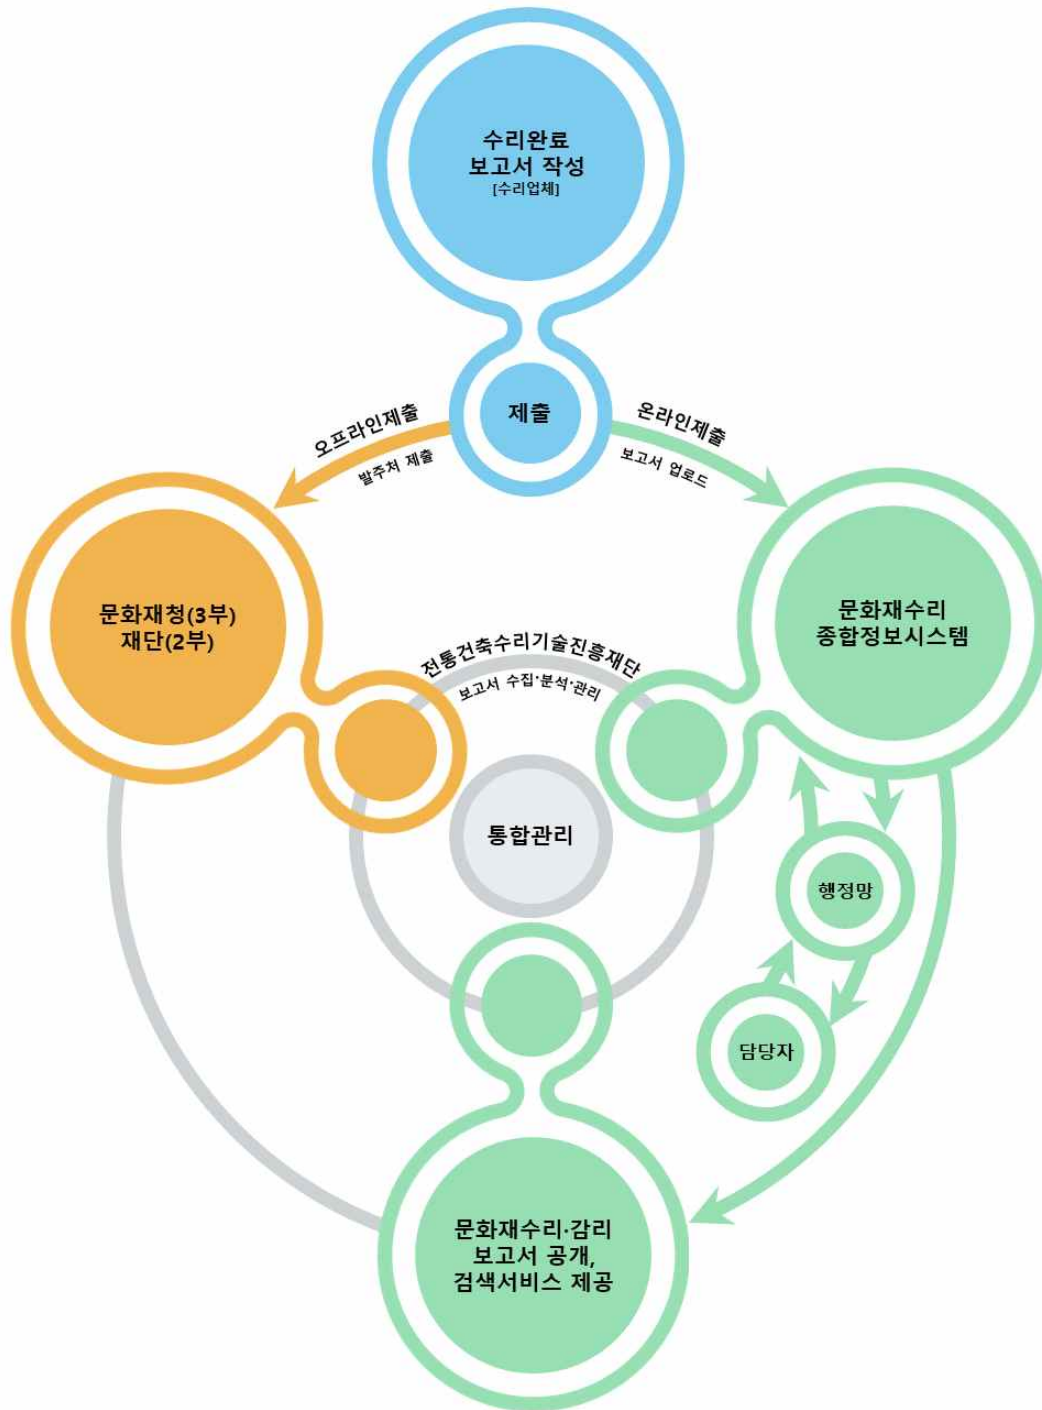 수리완료
보고서 작성
[수리업체]
제출
오프라인제출
발주처 제출
온라인제출
보고서 업로드
문화재청(3부)
재단(2부)
문화재수리
종합정보시스템
전통건축수리기술진흥재단
보고서 수집·분석·관리
통합관리
행정망
담당자
문화재수리·감리
보고서 공개,
검색서비스 제공